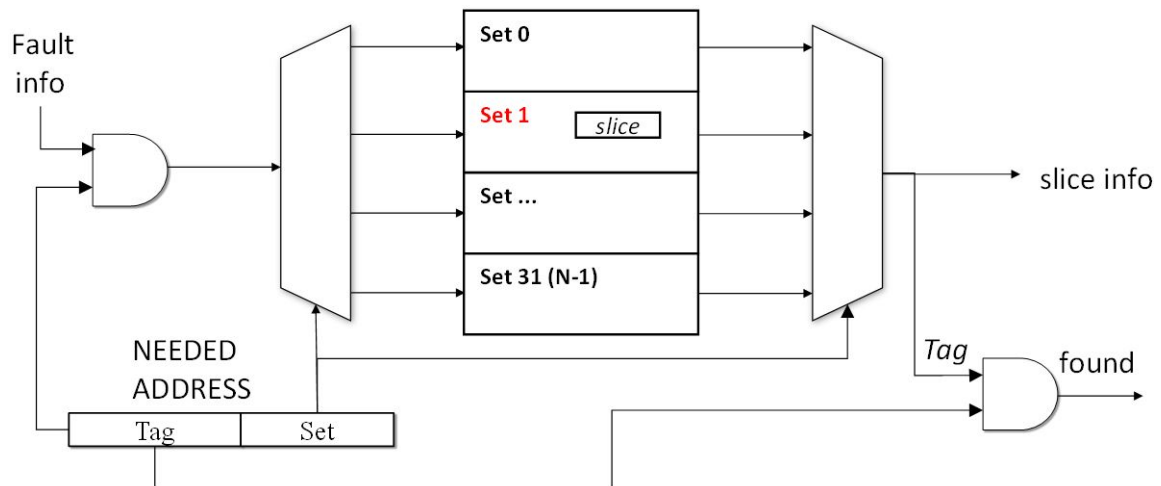 Fault
info
Set 0
Set 1
slice
Set ...
Set 31 (N-1)
slice info
NEEDED
ADDRESS
Tag
Set
Tag
found